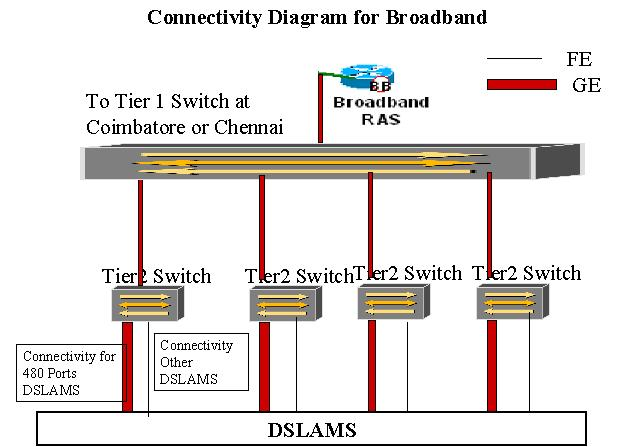 Connectivity Diagram for Broadband
FE
GE
BB
Broadband
RAS
To Tier 1 Switch at
Coimbatore or Chennai
Tier2 Switch
Tier2 Switch
Tier2 Switch
Tier2 Switch
Connectivity for
480 Ports
DSLAMS
Connectivity
Other
DSLAMS
DSLAMS